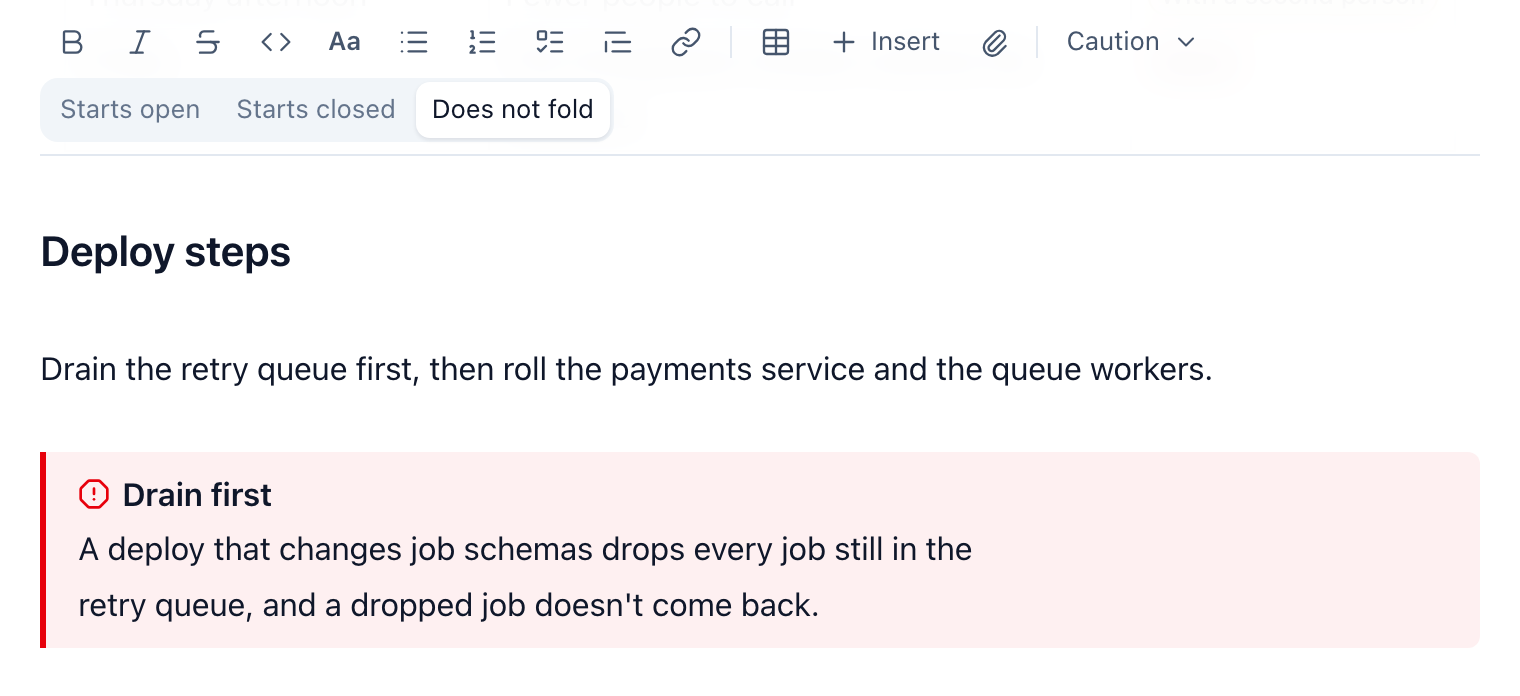 Aa
Insert
Caution
Starts open
Starts closed
Does not fold
Deploy steps
Drain the retry queue first, then roll the payments service and the queue workers.
Drain first
A deploy that changes job schemas drops every job still in the
retry queue, and a dropped job doesn't come back.